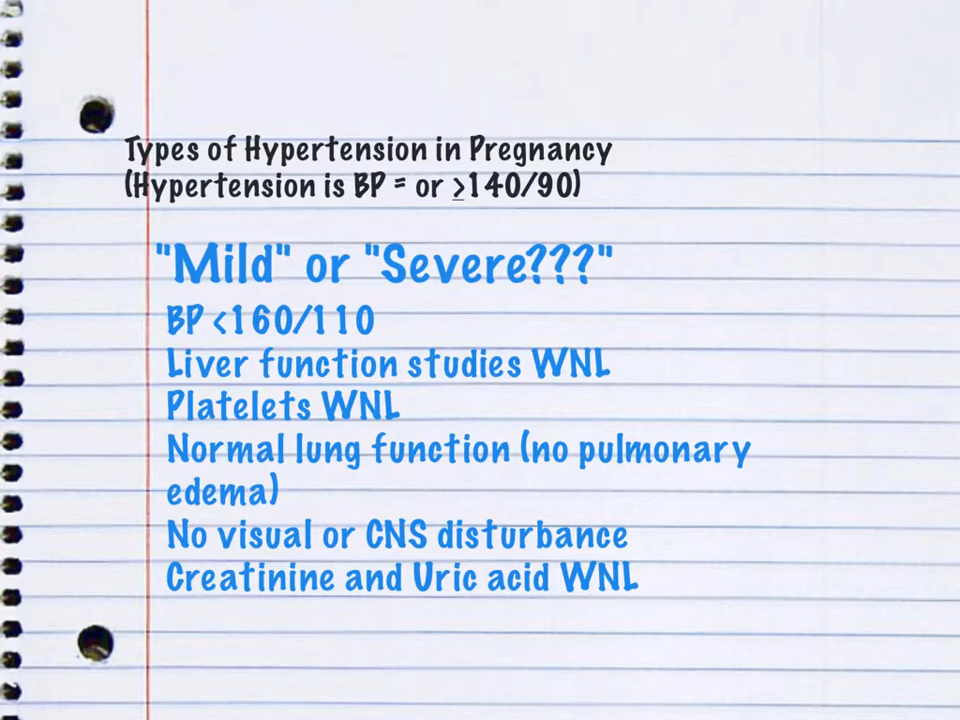 Types of Hypertension in Pregnancy
(Hypertension is BP = or ≥140/90)
"Mild" or "Severe???"
BP <160/110
Liver function studies WNL
Platelets WNL
Normal lung function (no pulmonary
edema)
No visual or CNS disturbance
Creatinine and Uric acid WNL